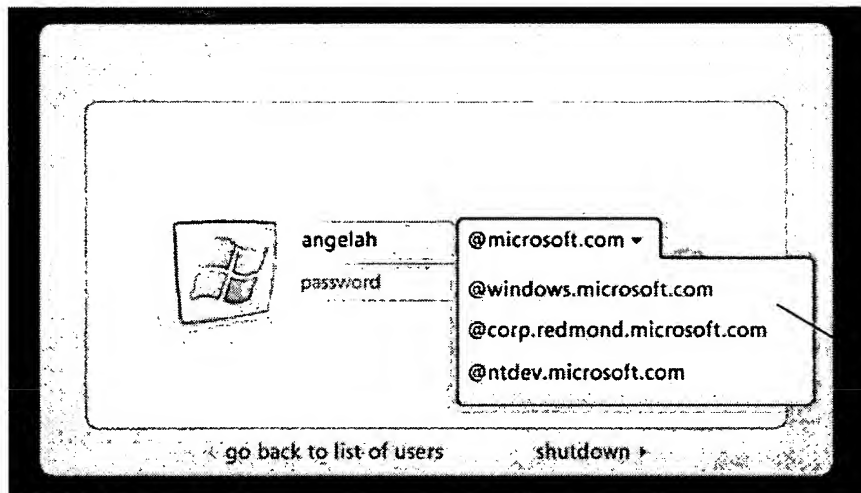 angelah @microsoft.com
password
@windows.microsoft.com
@corp.redmond.microsoft.com
@ntdev.microsoft.com
go back to list of users shutdown